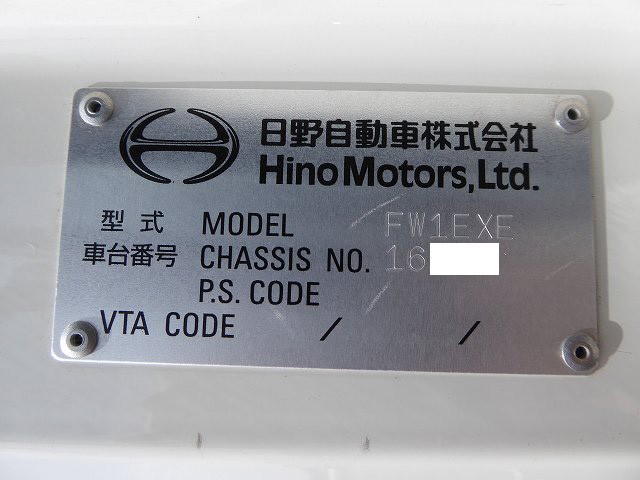 日野自動車株式会社
Hino Motors, Ltd.
型式 MODEL FW1EXE
車台番号 CHASSIS NO. 16
P.S. CODE
VTA CODE / /